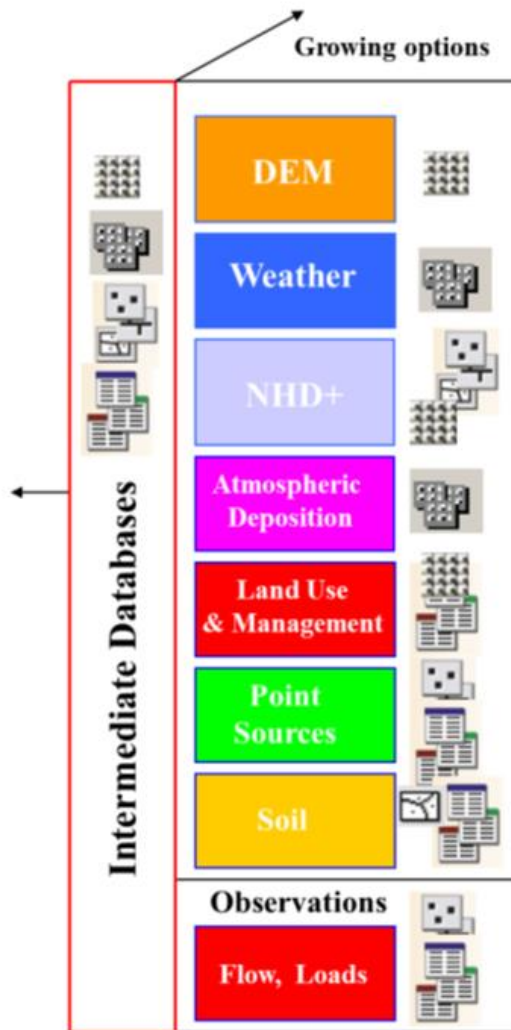 Growing options
Intermediate Databases
DEM
Weather
NHD+
Atmospheric
Deposition
Land Use
& Management
Point
Sources
Soil
Observations
Flow, Loads